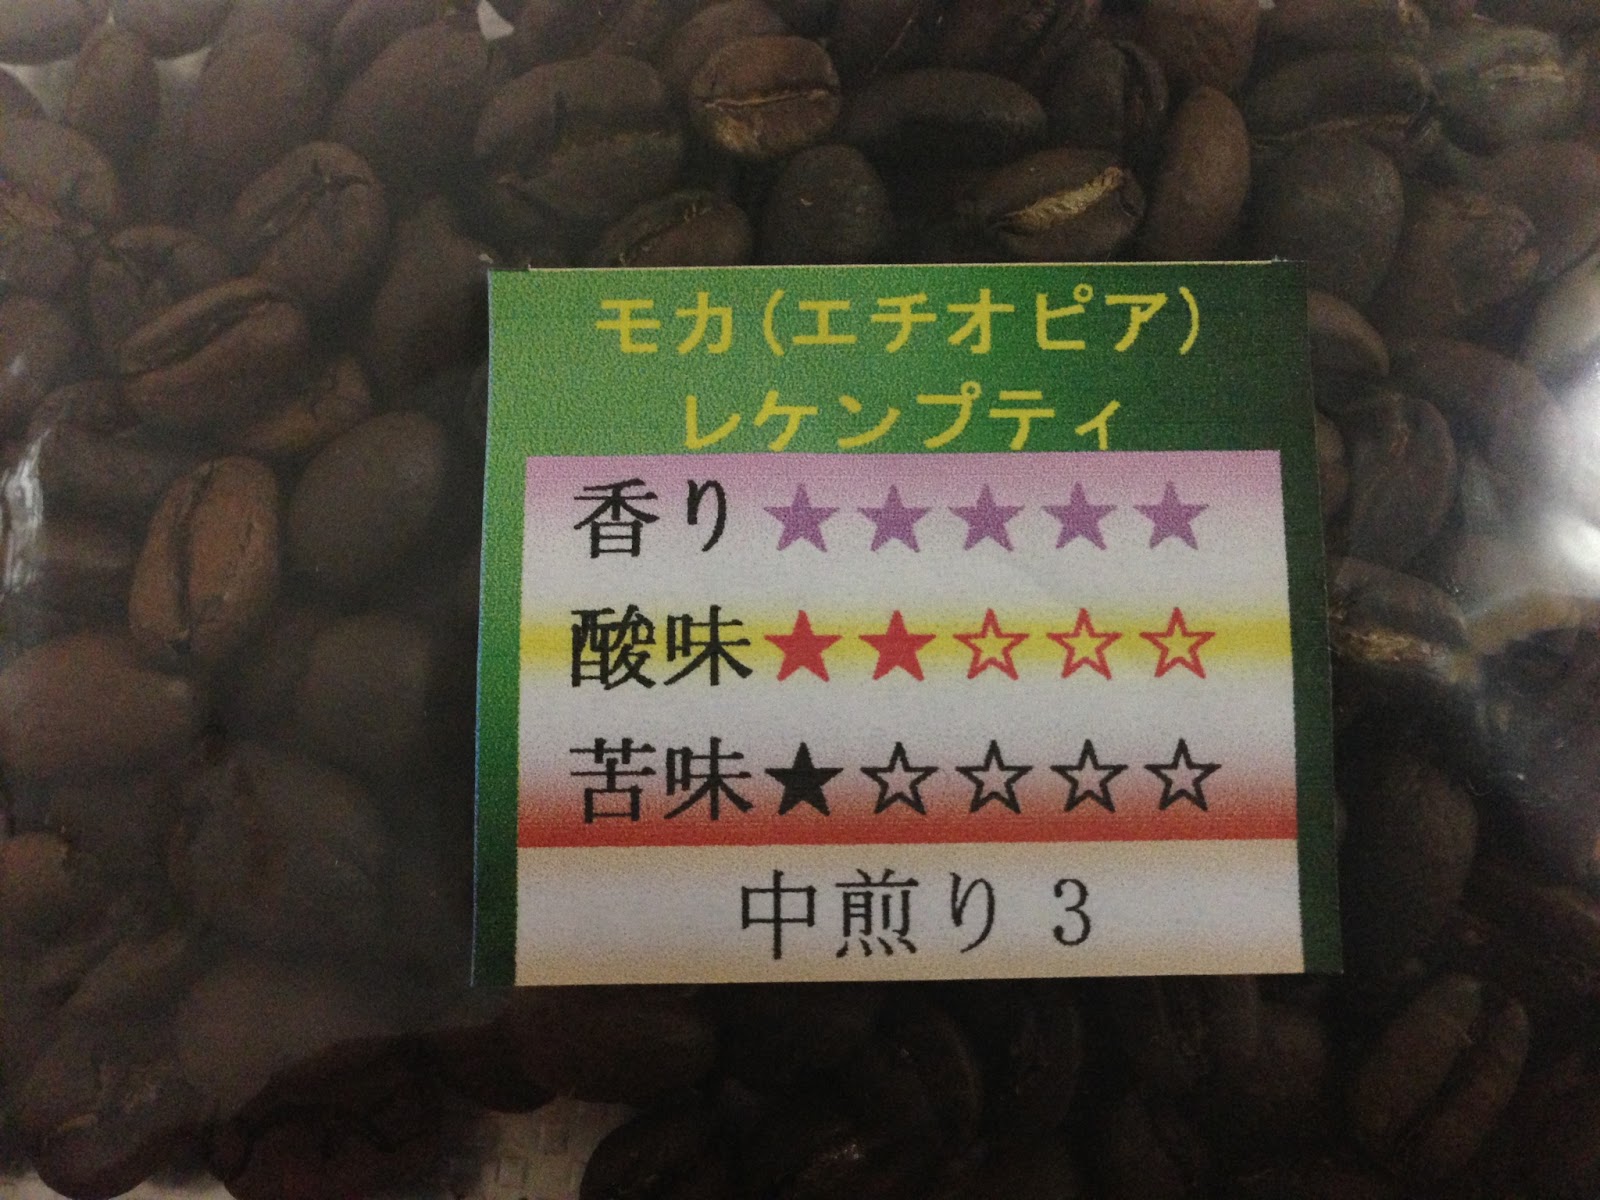 モカ(エチオピア)
レケンプティ
香り★★★★★
酸味★★☆☆☆
苦味★☆☆☆☆
中煎り 3